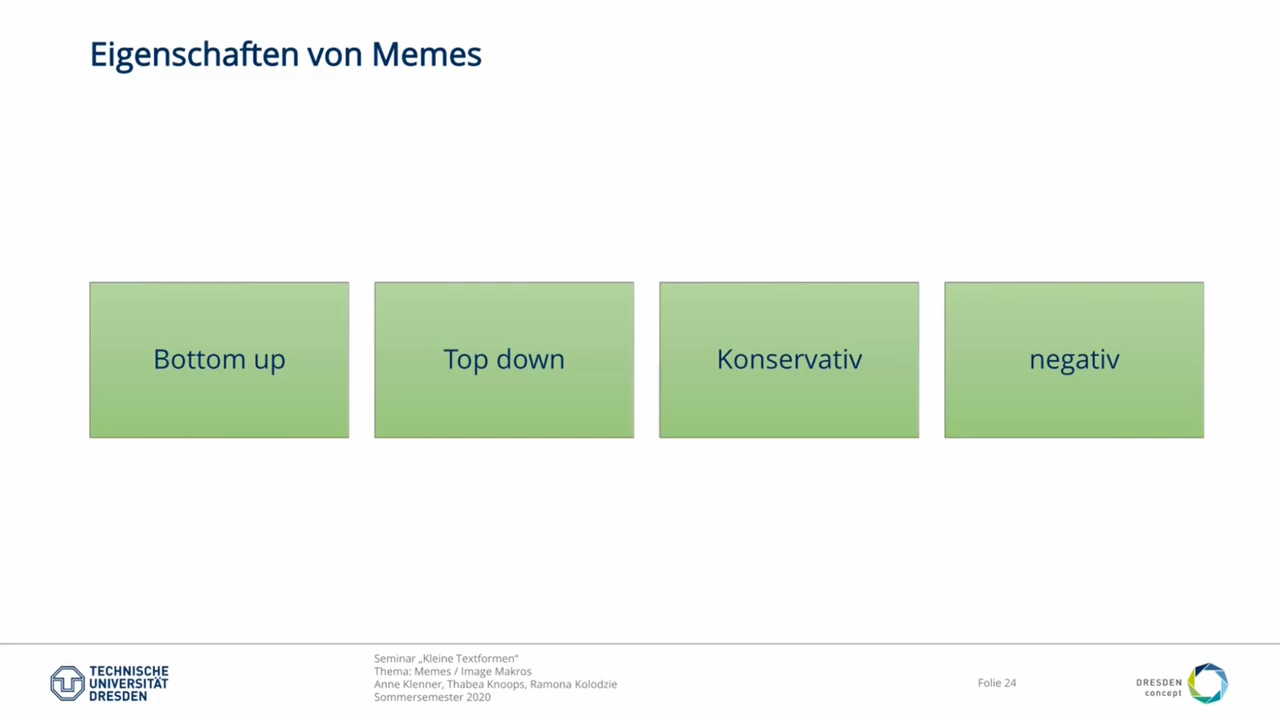 Eigenschaften von Memes
Bottom up
Top down
Konservativ
negativ
TECHNISCHE
UNIVERSITÄT
DRESDEN
Seminar „Kleine Textformen“
Thema: Memes / Image Makros
Anne Klenner, Thabea Knoops, Ramona Kolodzie
Sommersemester 2020
Folie 24
DRESDEN
concept